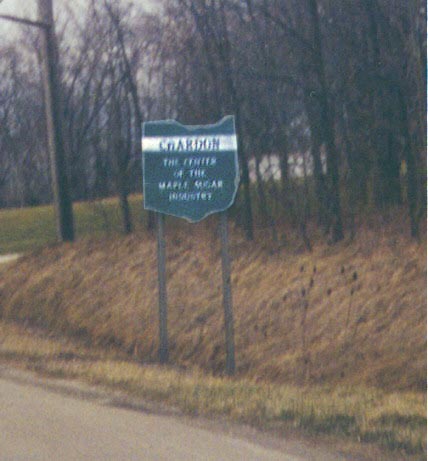 CHARDON
THE CENTER
OF THE
MAPLE SUGAR
INDUSTRY